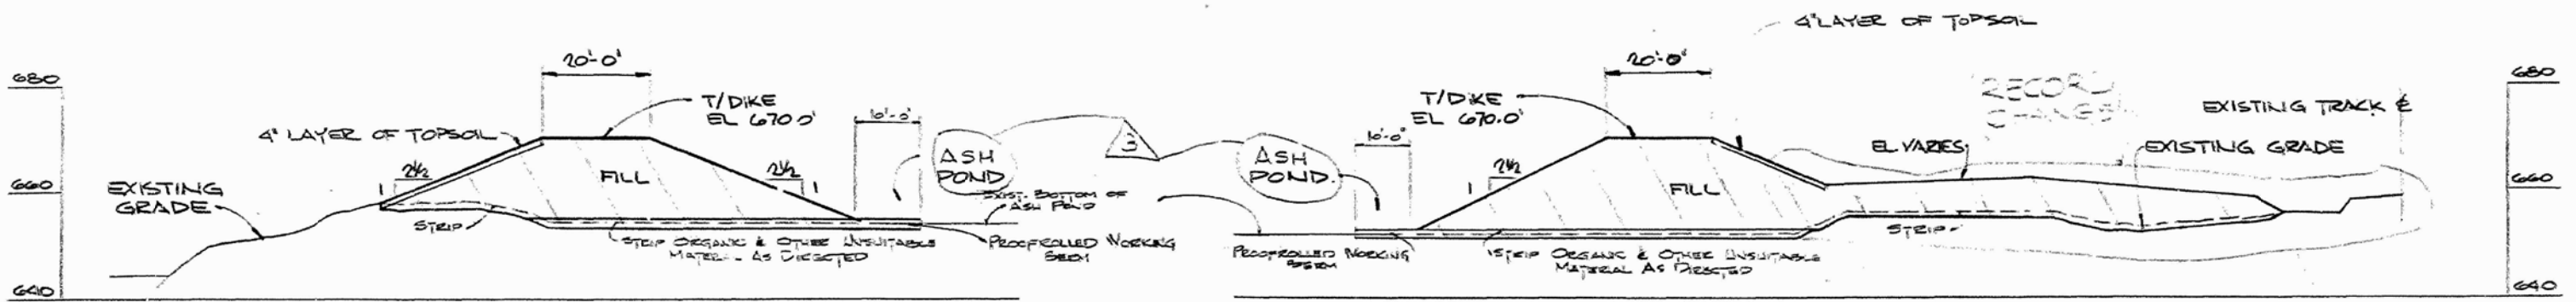 4" LAYER OF TOPSOIL
680
20'-0"
20'-0"
680
RECORD
CHANGE
T/DIKE
EL 670.0'
10'-0"
T/DIKE
EL 670.0'
EXISTING TRACK ⅊
4" LAYER OF TOPSOIL
3
10'-0"
ASH
POND
ASH
POND
EL VARIES
EXISTING GRADE
1
2½
FILL
2½
1
1
2½
FILL
660
EXISTING
GRADE
EXIST. BOTTOM OF
ASH POND
660
STRIP
STRIP ORGANIC & OTHER UNSUITABLE
MATERIAL AS DIRECTED
PROOFROLLED WORKING
BERM
PROOFROLLED WORKING
BERM
STRIP ORGANIC & OTHER UNSUITABLE
MATERIAL AS DIRECTED
STRIP
640
640